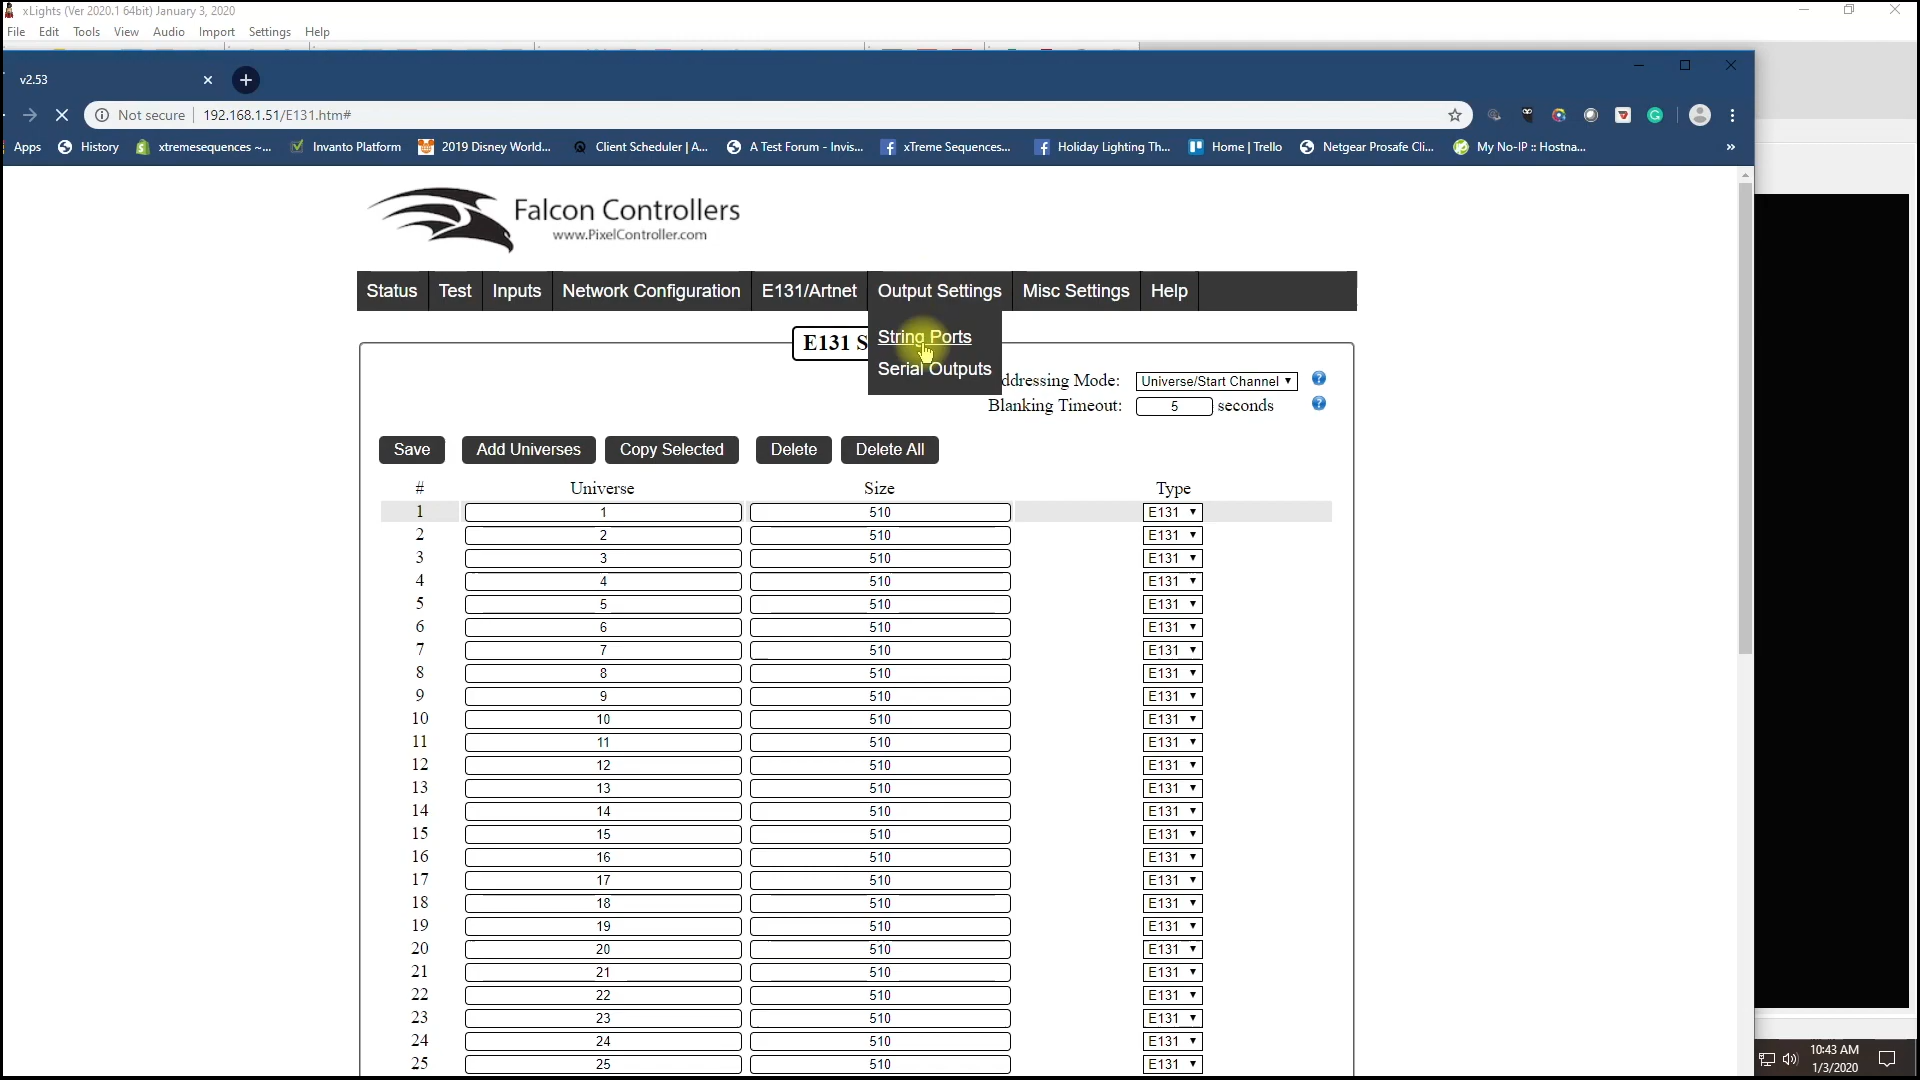 xLights (Ver 2020.1 64bit) January 3, 2020
File Edit Tools View Audio Import Settings Help
v2.53
Not secure 192.168.1.51/E131.htm#
Apps History xtremesequences ~... Invanto Platform 2019 Disney World... Client Scheduler | A... A Test Forum - Invis... xTreme Sequences... Holiday Lighting Th... Home | Trello Netgear Prosafe Cli... My No-IP :: Hostna... »
Falcon Controllers
www.PixelController.com
Status Test Inputs Network Configuration E131/Artnet Output Settings Misc Settings Help
String Ports
Serial Outputs
E131 S
ddressing Mode: Universe/Start Channel
Blanking Timeout: 5 seconds
Save Add Universes Copy Selected Delete Delete All
# Universe Size Type
1 1 510 E131
2 2 510 E131
3 3 510 E131
4 4 510 E131
5 5 510 E131
6 6 510 E131
7 7 510 E131
8 8 510 E131
9 9 510 E131
10 10 510 E131
11 11 510 E131
12 12 510 E131
13 13 510 E131
14 14 510 E131
15 15 510 E131
16 16 510 E131
17 17 510 E131
18 18 510 E131
19 19 510 E131
20 20 510 E131
21 21 510 E131
22 22 510 E131
23 23 510 E131
24 24 510 E131
25 25 510 E131
10:43 AM
1/3/2020